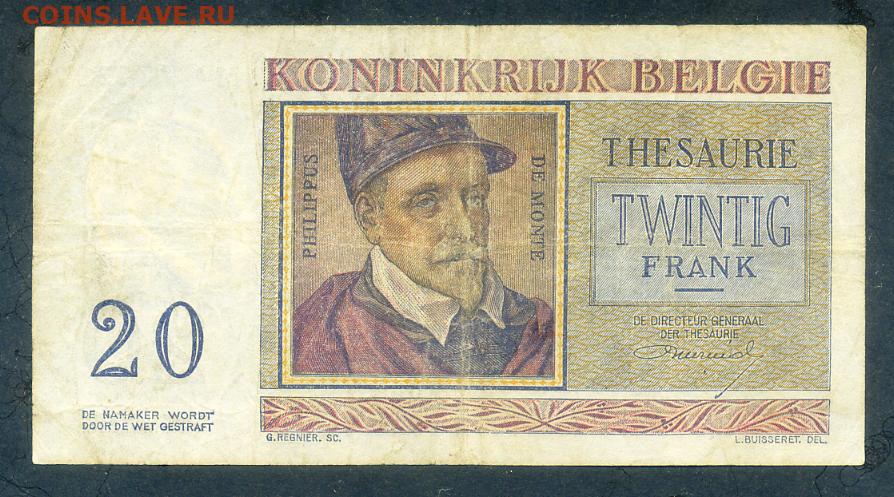 COINS.LAVE.RU
KONINKRIJK BELGIE
PHILIPPUS
DE MONTE
THESAURIE
TWINTIG
FRANK
DE DIRECTEUR GENERAAL
DER THESAURIE
20
DE NAMAKER WORDT
DOOR DE WET GESTRAFT
G. REGNIER. SC.
L. BUISSERET. DEL.